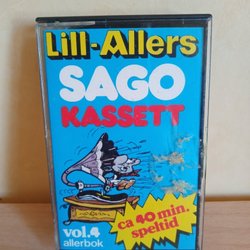 Lill-Allers
SAGO
KASSETT
vol.4
allerbok
ca 40 min.
speltid